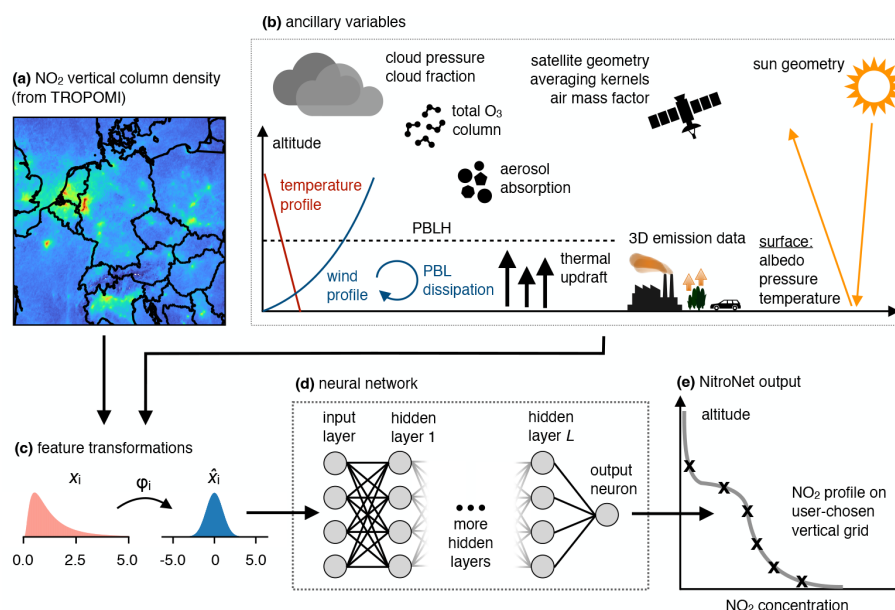 (b) ancillary variables
(a) NO₂ vertical column density
(from TROPOMI)
cloud pressure
cloud fraction
satellite geometry
averaging kernels
air mass factor
sun geometry
total O₃
column
altitude
aerosol
absorption
temperature
profile
PBLH
wind
profile
PBL
dissipation
thermal
updraft
3D emission data
surface:
albedo
pressure
temperature
(c) feature transformations
xᵢ
φᵢ
x̂ᵢ
0.0 2.5 5.0
-5.0 0 5.0
(d) neural network
input
layer
hidden
layer 1
hidden
layer L
output
neuron
•••
more
hidden
layers
(e) NitroNet output
altitude
NO₂ profile on
user-chosen
vertical grid
NO₂ concentration